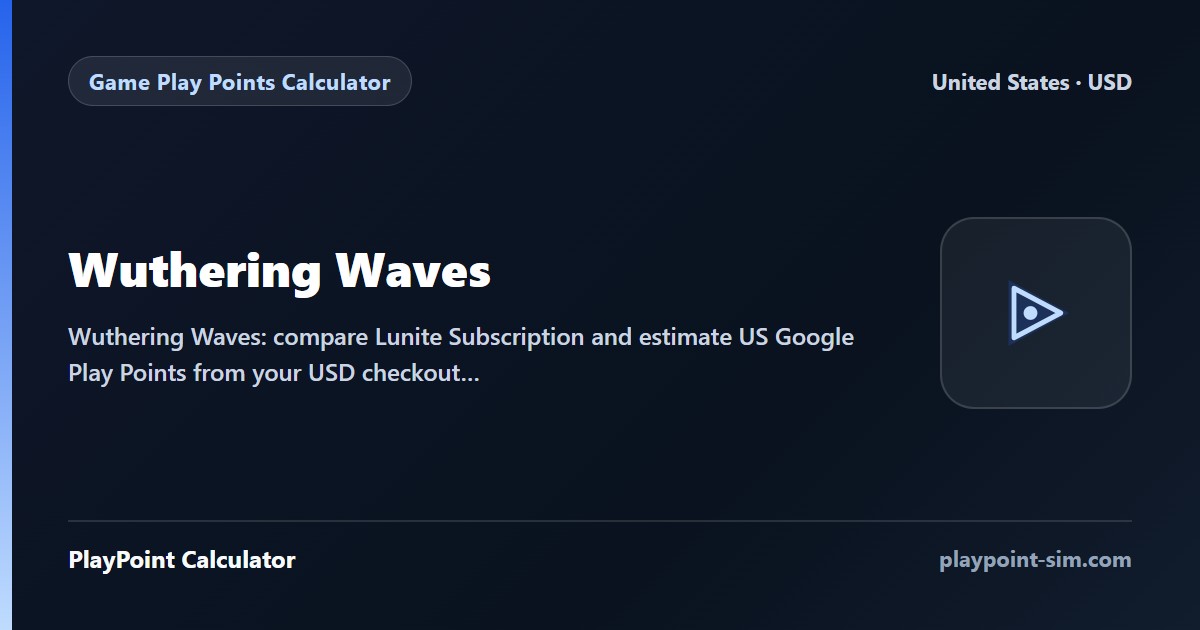 Game Play Points Calculator
United States · USD
Wuthering Waves
Wuthering Waves: compare Lunite Subscription and estimate US Google
Play Points from your USD checkout...
PlayPoint Calculator
playpoint-sim.com